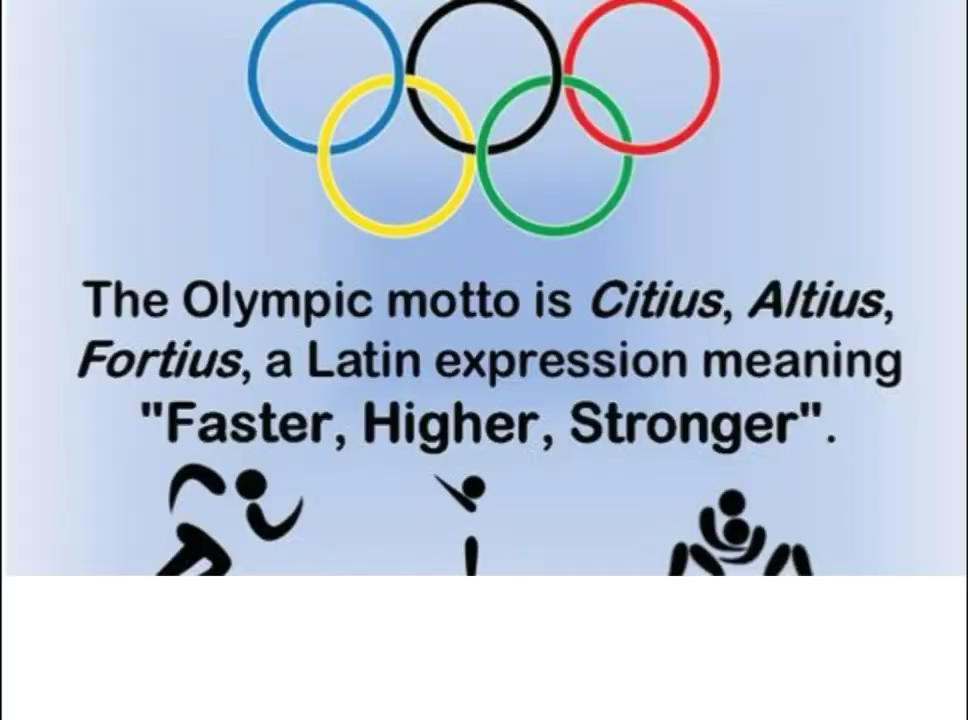 The Olympic motto is Citius, Altius,
Fortius, a Latin expression meaning
"Faster, Higher, Stronger".